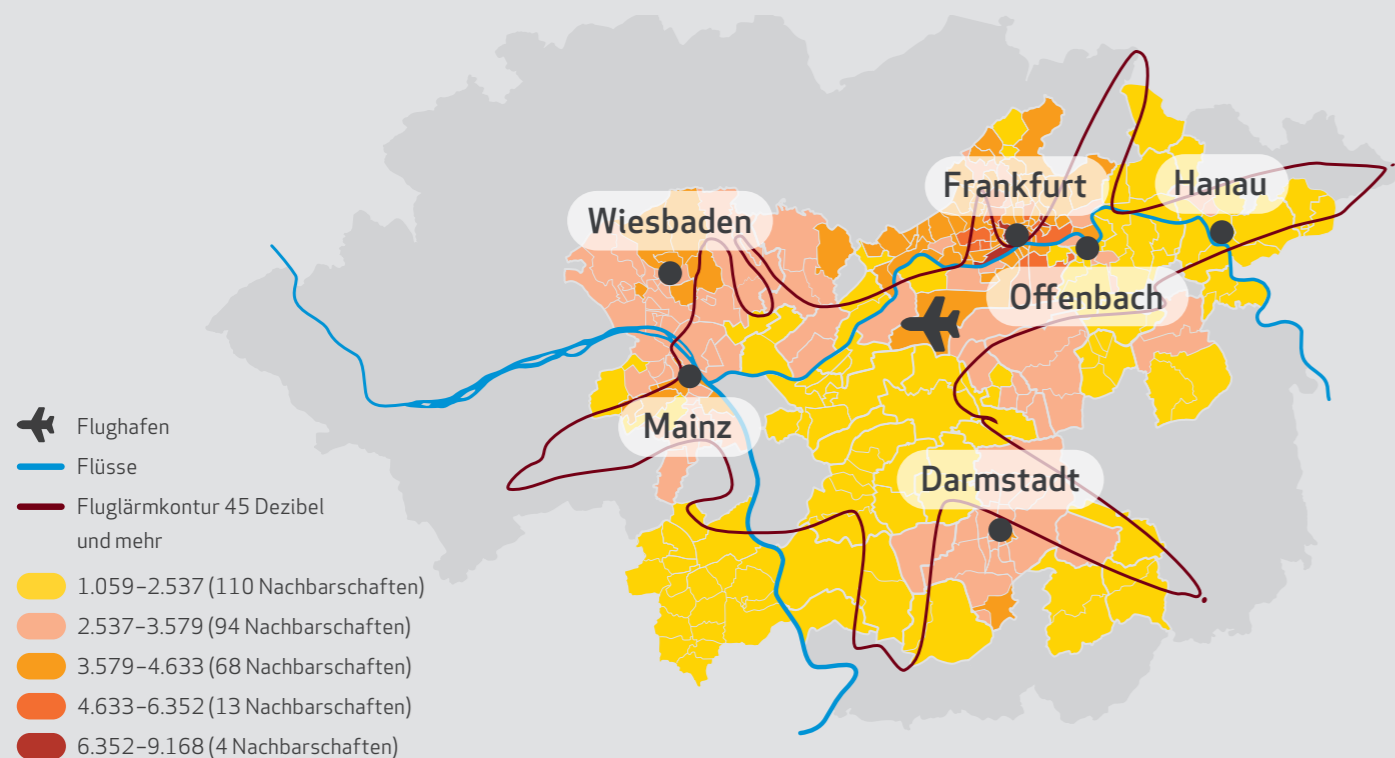 Frankfurt
Hanau
Wiesbaden
Offenbach
Mainz
Darmstadt
Flughafen
Flüsse
Fluglärmkontur 45 Dezibel
und mehr
1.059–2.537 (110 Nachbarschaften)
2.537–3.579 (94 Nachbarschaften)
3.579–4.633 (68 Nachbarschaften)
4.633–6.352 (13 Nachbarschaften)
6.352–9.168 (4 Nachbarschaften)